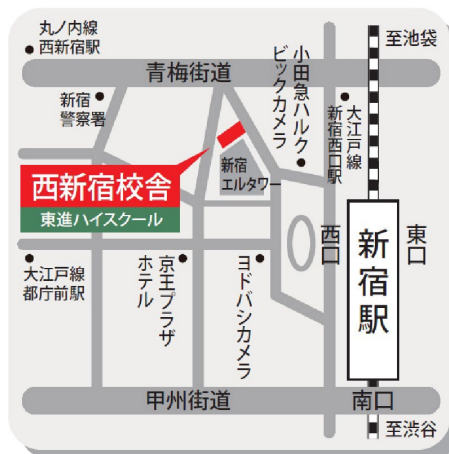 丸ノ内線
西新宿駅
至池袋
青梅街道
新宿
警察署
小田急ハルク
ビックカメラ
大江戸線
新宿西口駅
西新宿校舎
東進ハイスクール
新宿
エルタワー
西口
新宿駅
東口
大江戸線
都庁前駅
京王プラザ
ホテル
ヨドバシカメラ
甲州街道
南口
至渋谷